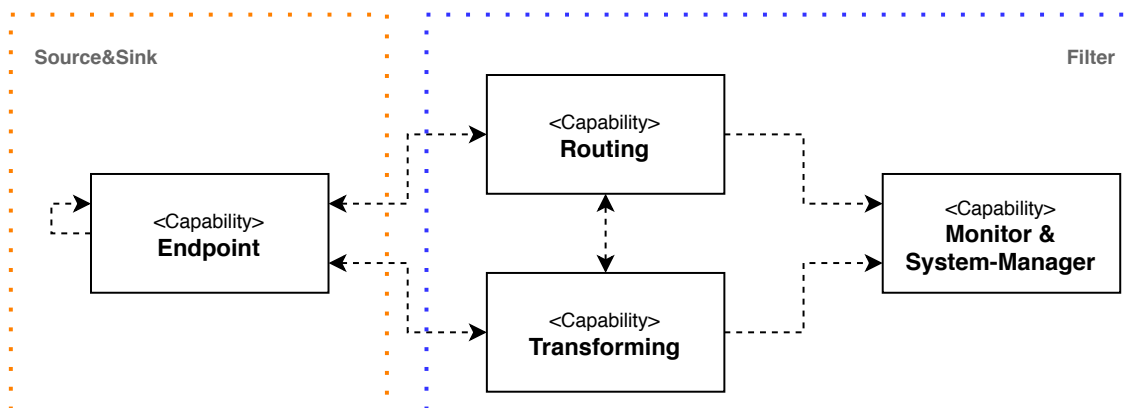 Source&Sink
Filter
<Capability>
Routing
<Capability>
Endpoint
<Capability>
Monitor &
System-Manager
<Capability>
Transforming